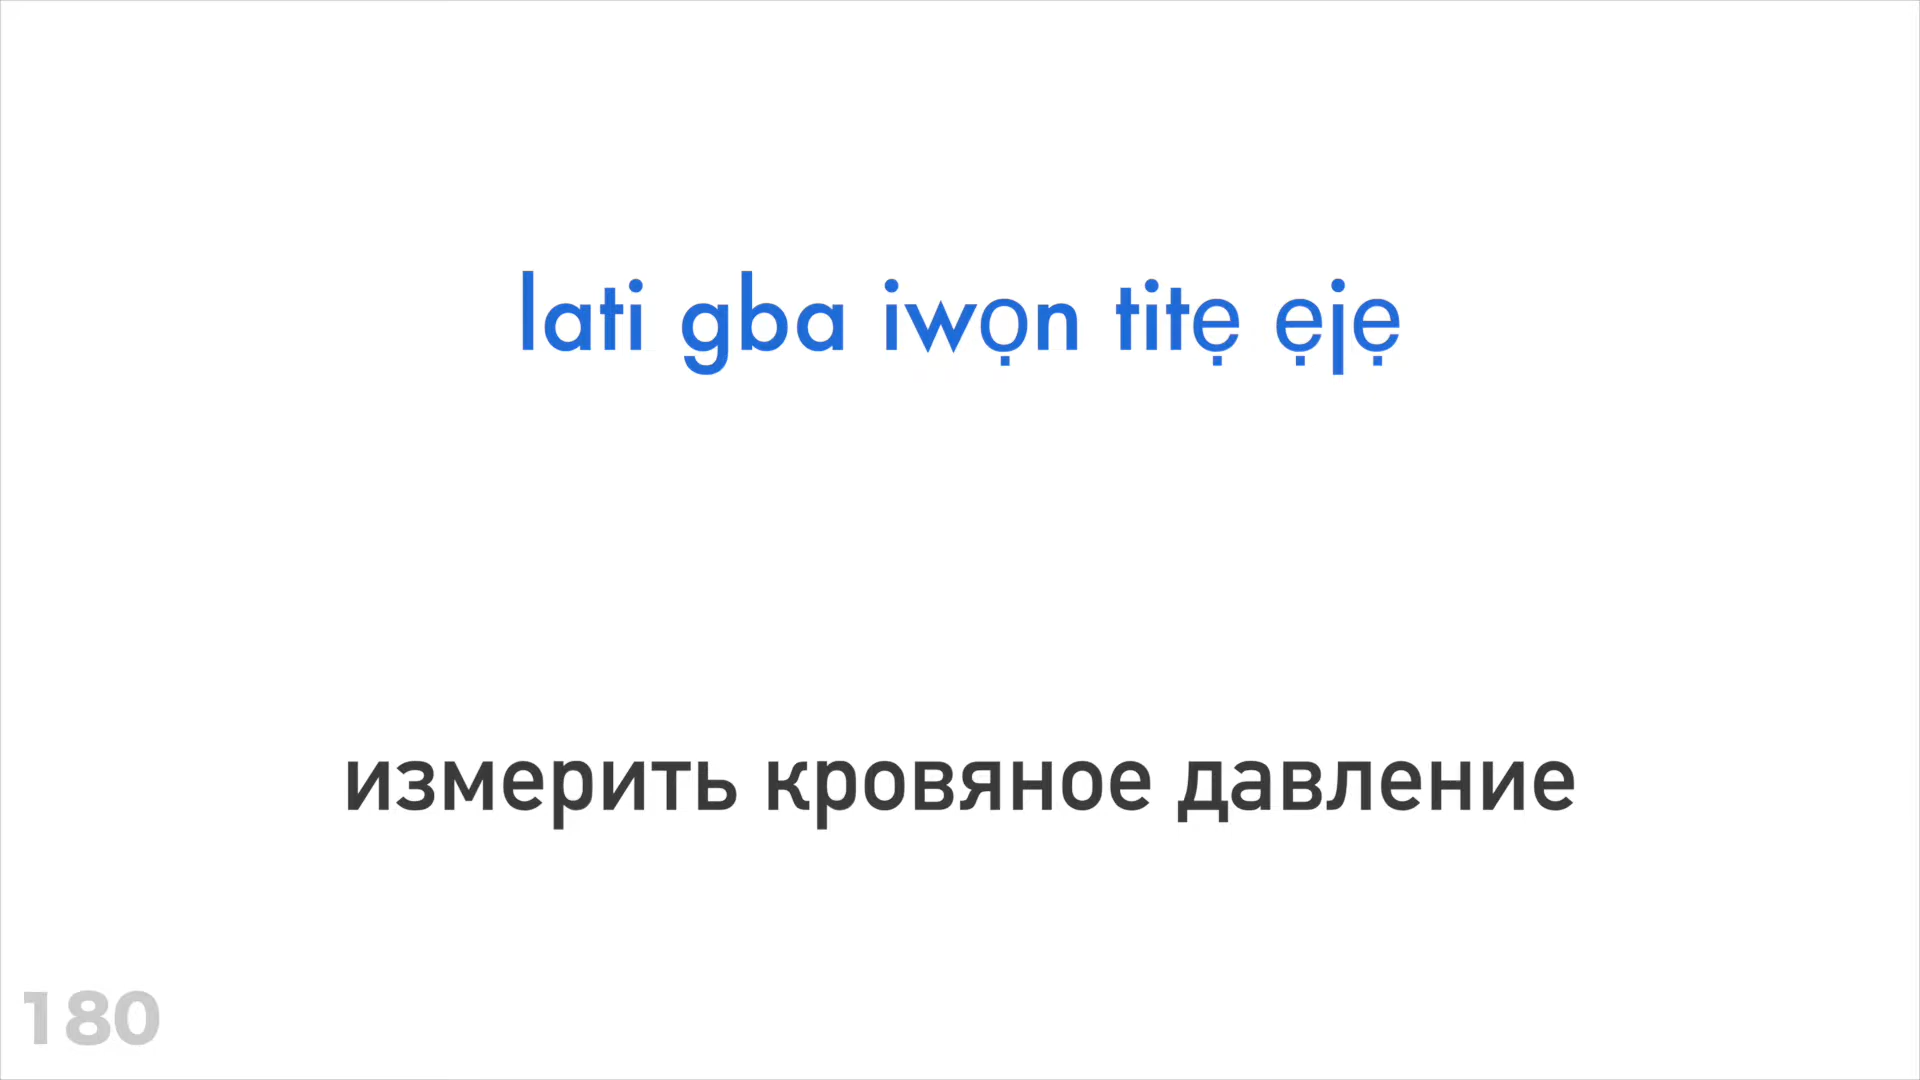 lati gba iwọn titẹ ẹjẹ
измерить кровяное давление
180